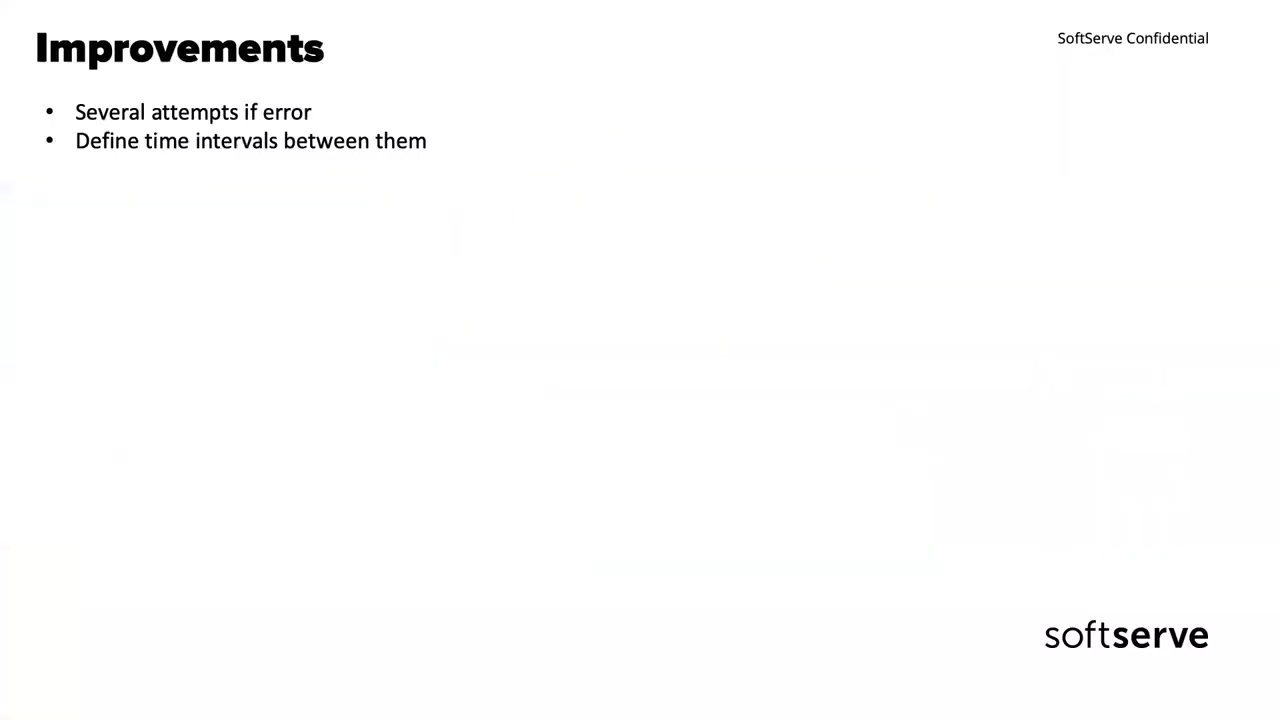 Improvements
SoftServe Confidential
• Several attempts if error
• Define time intervals between them
softserve